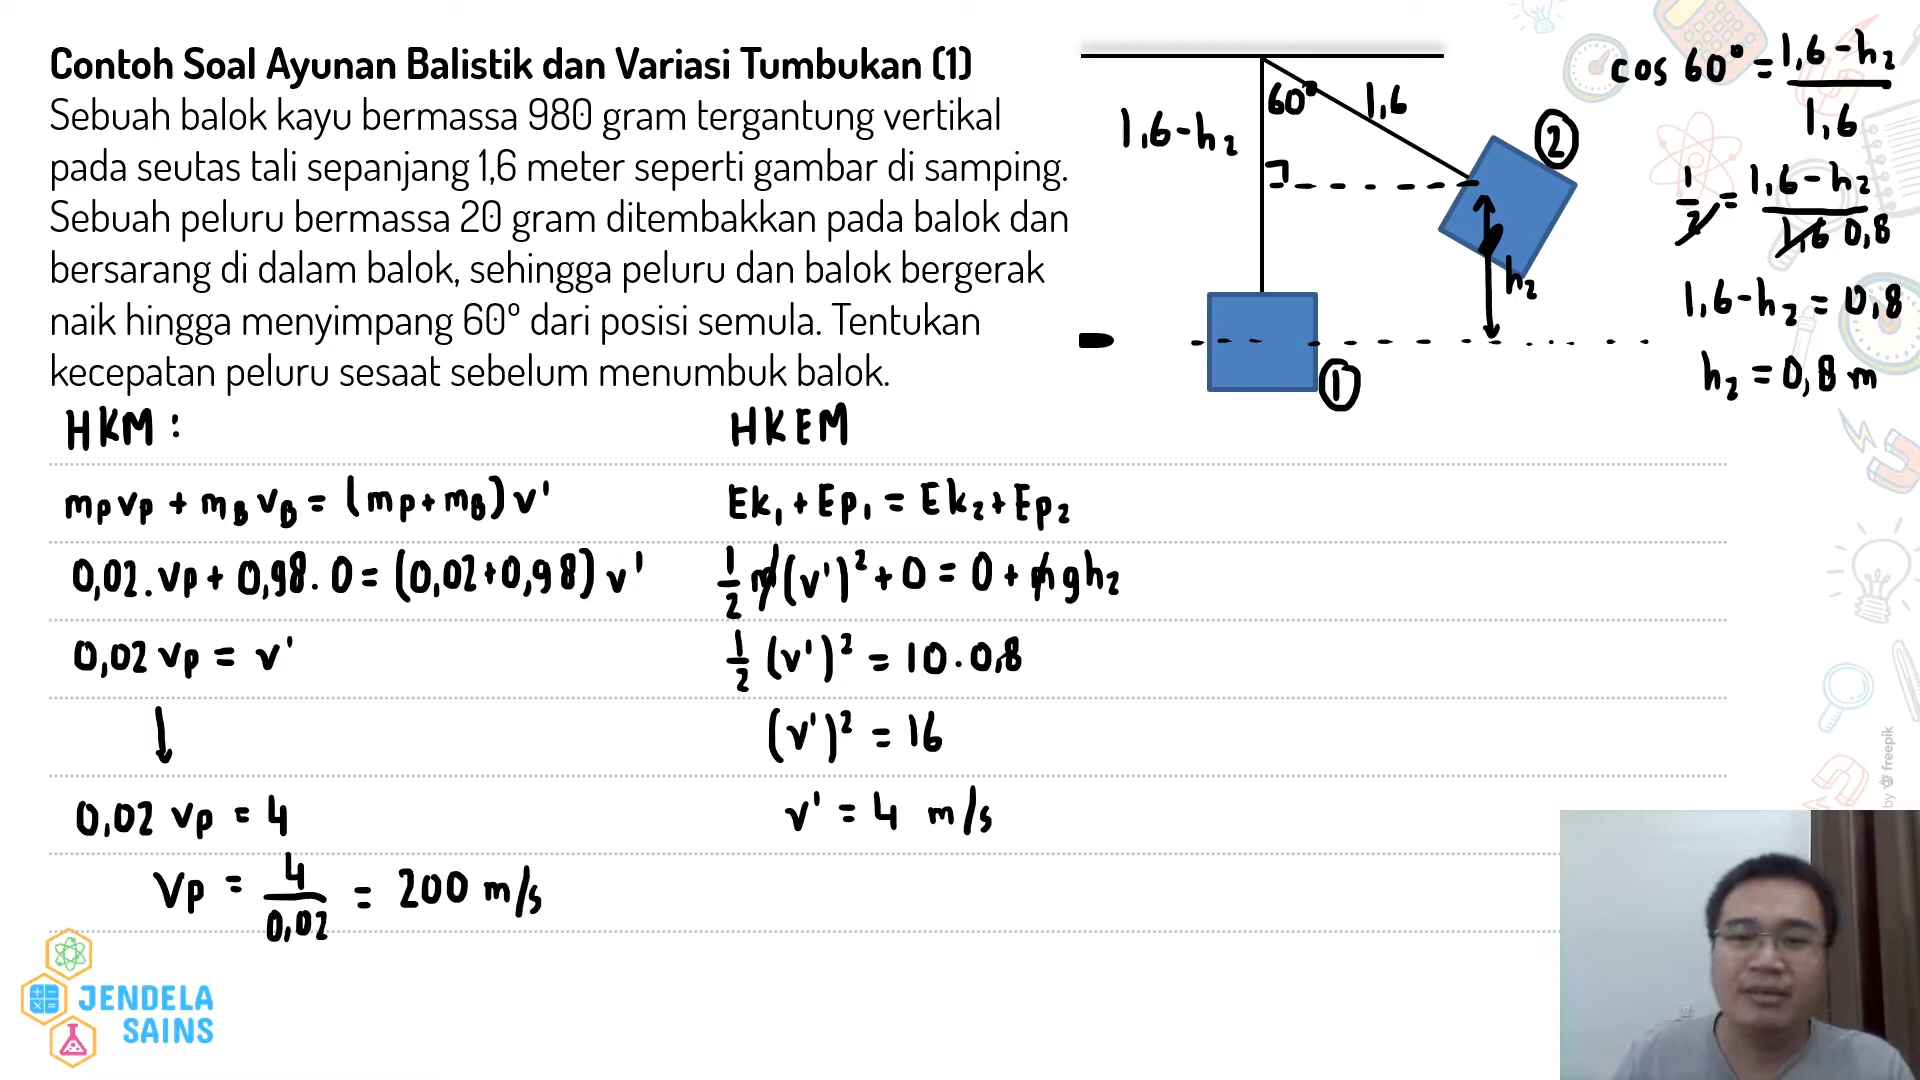 Contoh Soal Ayunan Balistik dan Variasi Tumbukan (1)
Sebuah balok kayu bermassa 980 gram tergantung vertikal
pada seutas tali sepanjang 1,6 meter seperti gambar di samping.
Sebuah peluru bermassa 20 gram ditembakkan pada balok dan
bersarang di dalam balok, sehingga peluru dan balok bergerak
naik hingga menyimpang 60° dari posisi semula. Tentukan
kecepatan peluru sesaat sebelum menumbuk balok.
60°
1,6
1,6-h₂
②
h₂
①
cos 60° = (1,6-h₂)/1,6
1/2 = (1,6-h₂)/1,6 0,8
1,6-h₂ = 0,8
h₂ = 0,8 m
HKM :
mp vp + mB vB = (mp+mB) v'
0,02 . vp + 0,98 . 0 = (0,02+0,98) v'
0,02 vp = v'
↓
0,02 vp = 4
vp = 4/0,02 = 200 m/s
HKEM
Ek₁ + Ep₁ = Ek₂ + Ep₂
1/2 m (v')² + 0 = 0 + m g h₂
1/2 (v')² = 10 . 0,8
(v')² = 16
v' = 4 m/s
JENDELA
SAINS
by freepik